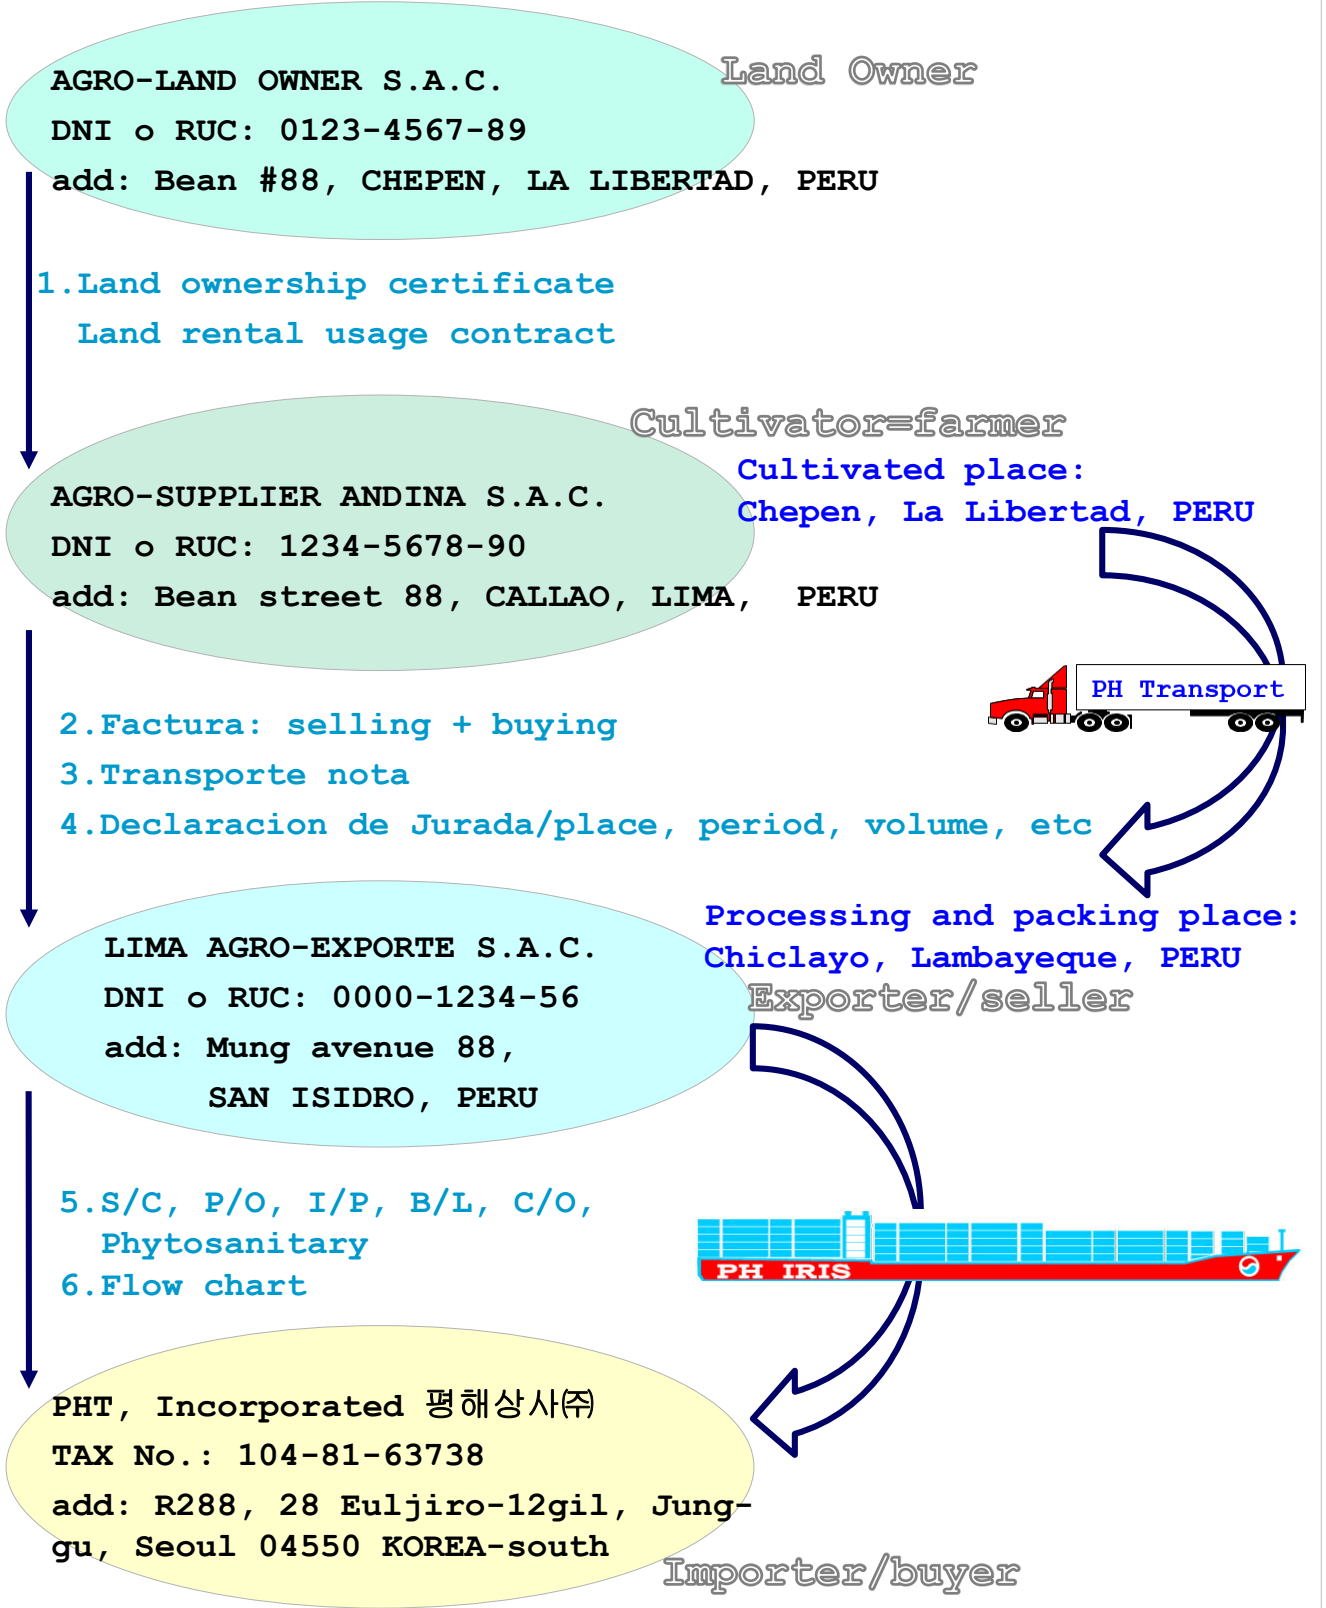 Land Owner
AGRO-LAND OWNER S.A.C.
DNI o RUC: 0123-4567-89
add: Bean #88, CHEPEN, LA LIBERTAD, PERU
1.Land ownership certificate
Land rental usage contract
Cultivator=farmer
Cultivated place:
Chepen, La Libertad, PERU
AGRO-SUPPLIER ANDINA S.A.C.
DNI o RUC: 1234-5678-90
add: Bean street 88, CALLAO, LIMA, PERU
PH Transport
2.Factura: selling + buying
3.Transporte nota
4.Declaracion de Jurada/place, period, volume, etc
Processing and packing place:
Chiclayo, Lambayeque, PERU
Exporter/seller
LIMA AGRO-EXPORTE S.A.C.
DNI o RUC: 0000-1234-56
add: Mung avenue 88,
SAN ISIDRO, PERU
5.S/C, P/O, I/P, B/L, C/O,
Phytosanitary
6.Flow chart
PH IRIS
PHT, Incorporated 평해상사㈜
TAX No.: 104-81-63738
add: R288, 28 Euljiro-12gil, Jung-
gu, Seoul 04550 KOREA-south
Importer/buyer